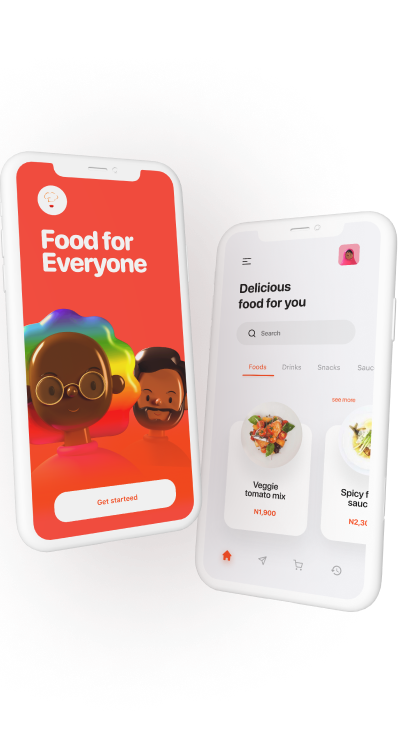 Food for
Everyone
Get starteed
Delicious
food for you
Search
Foods Drinks Snacks Sauc
see more
Veggie
tomato mix
N1,900
Spicy f
sauc
N2,30